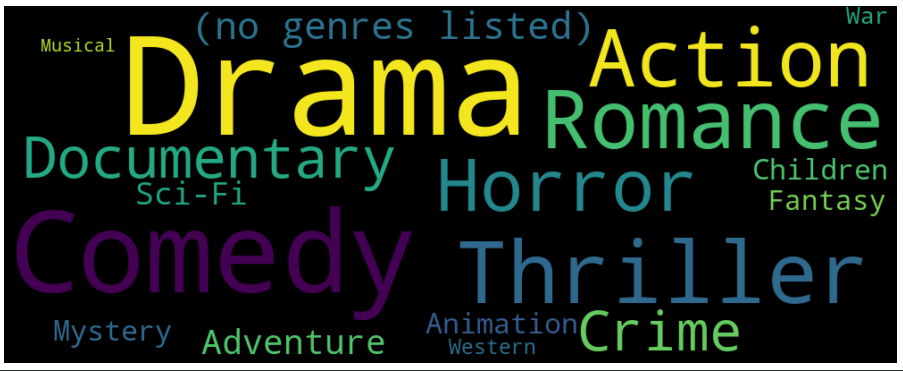 (no genres listed)
War
Musical
Drama
Action
Romance
Documentary
Horror
Children
Sci-Fi
Fantasy
Comedy
Thriller
Mystery
Adventure
Animation
Crime
Western